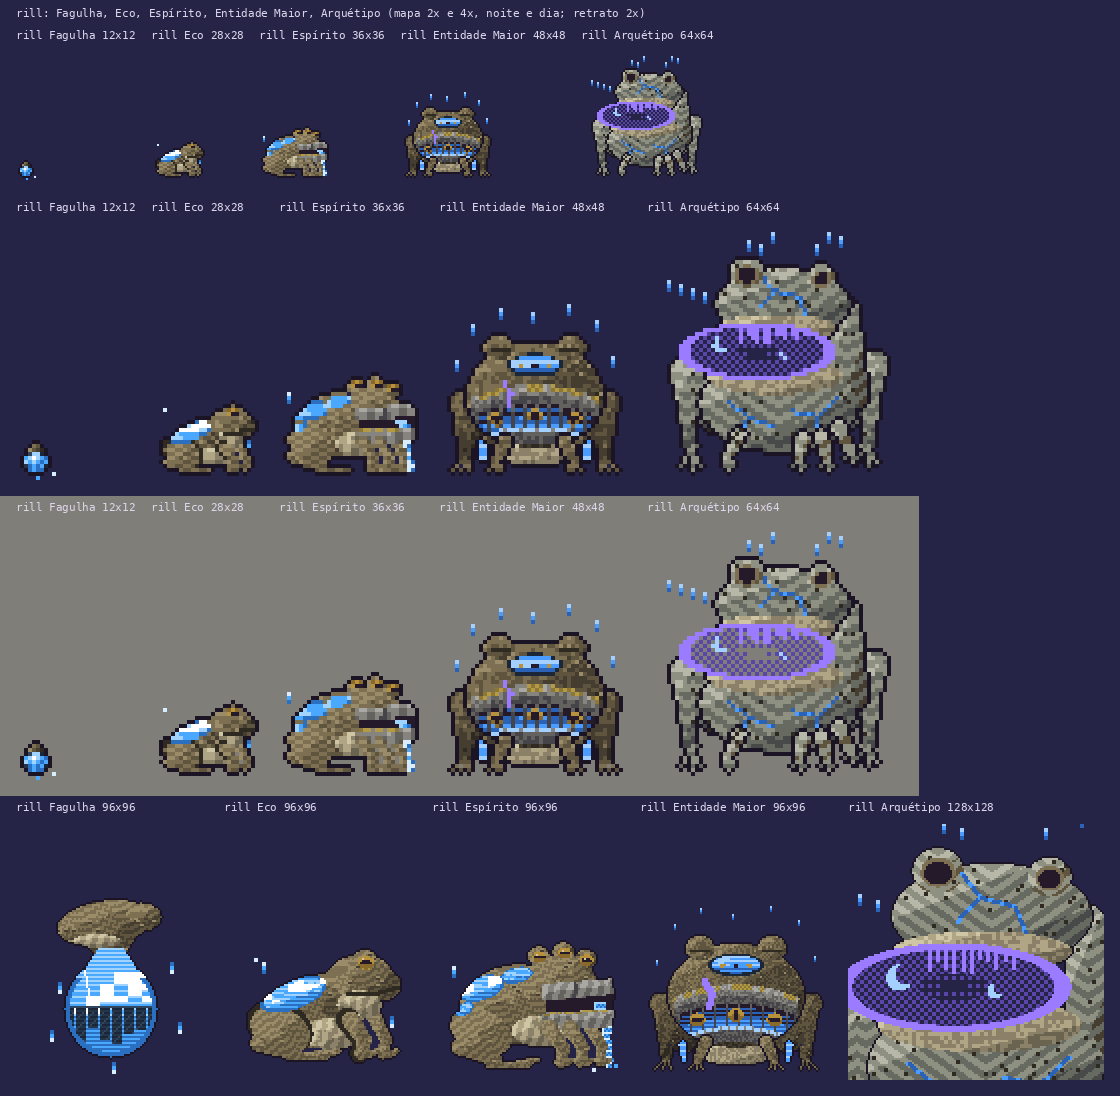 rill: Fagulha, Eco, Espírito, Entidade Maior, Arquétipo (mapa 2x e 4x, noite e dia; retrato 2x)
rill Fagulha 12x12 rill Eco 28x28 rill Espírito 36x36 rill Entidade Maior 48x48 rill Arquétipo 64x64
rill Fagulha 12x12 rill Eco 28x28 rill Espírito 36x36 rill Entidade Maior 48x48 rill Arquétipo 64x64
rill Fagulha 12x12 rill Eco 28x28 rill Espírito 36x36 rill Entidade Maior 48x48 rill Arquétipo 64x64
rill Fagulha 96x96 rill Eco 96x96 rill Espírito 96x96 rill Entidade Maior 96x96 rill Arquétipo 128x128